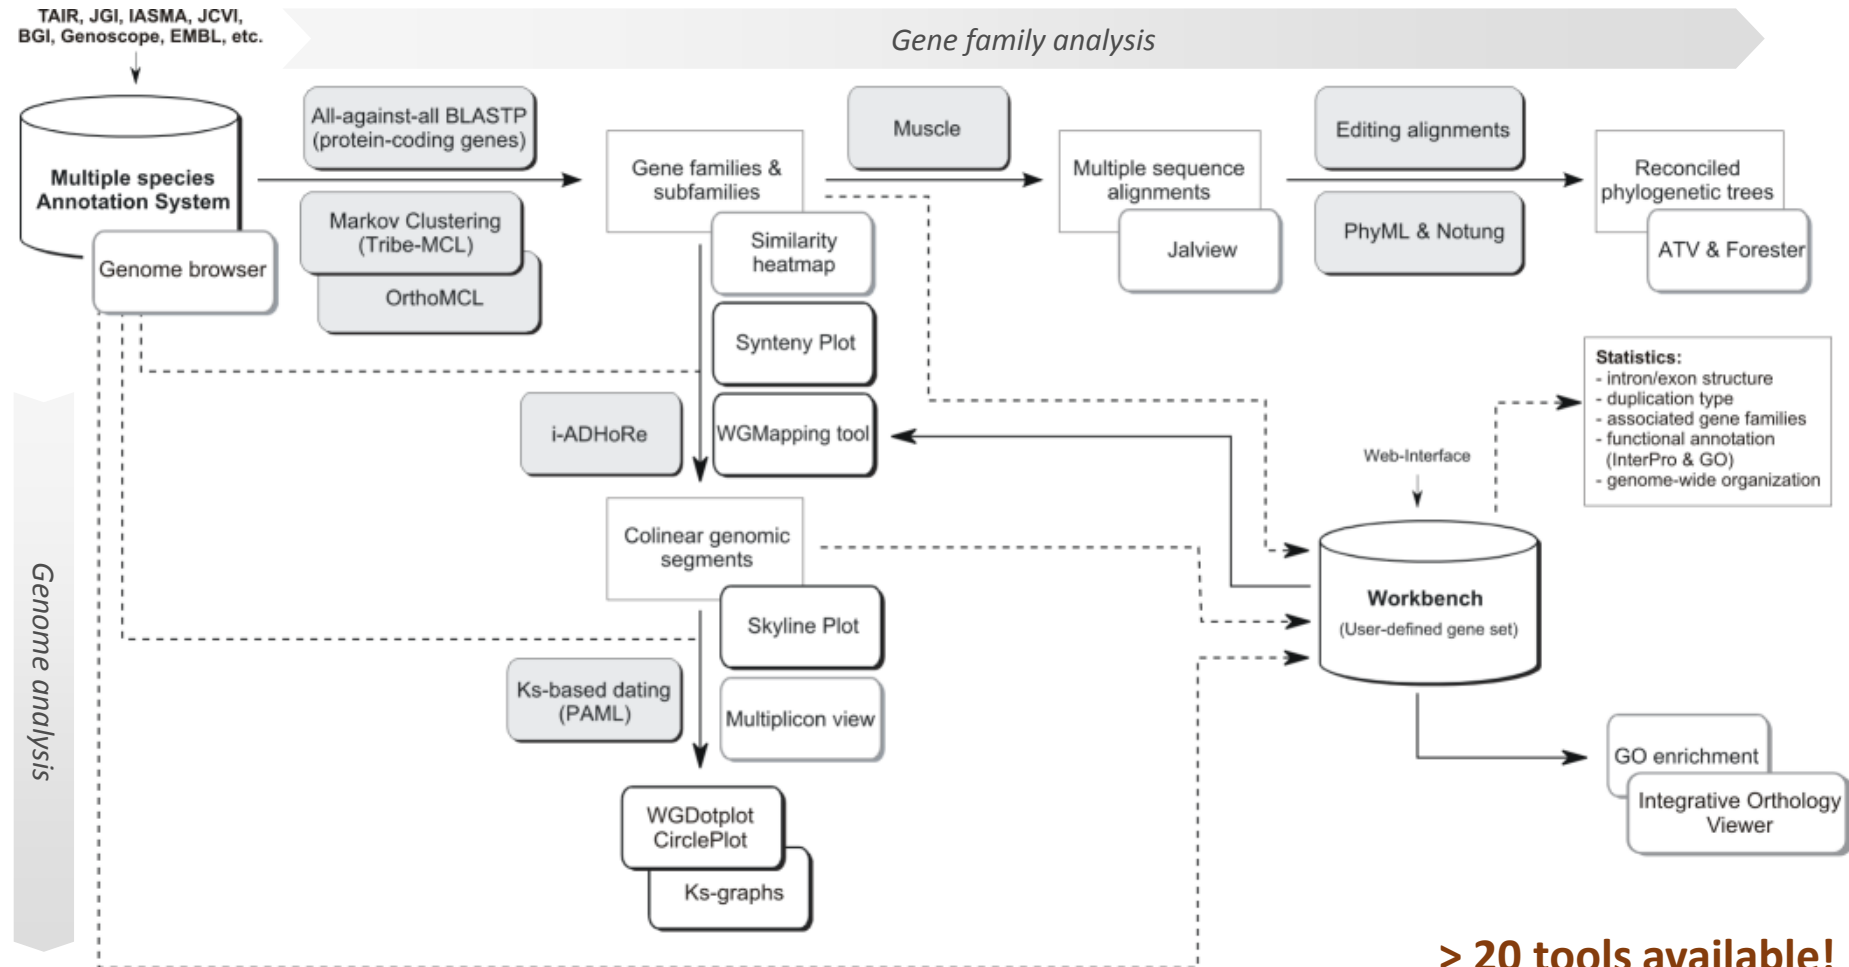 TAIR, JGI, IASMA, JCVI,
BGI, Genoscope, EMBL, etc.
Gene family analysis
All-against-all BLASTP
(protein-coding genes)
Muscle
Editing alignments
Multiple species
Annotation System
Gene families &
subfamilies
Multiple sequence
alignments
Reconciled
phylogenetic trees
Markov Clustering
(Tribe-MCL)
PhyML & Notung
Genome browser
Similarity
heatmap
Jalview
ATV & Forester
OrthoMCL
Synteny Plot
Statistics:
- intron/exon structure
- duplication type
- associated gene families
- functional annotation
(InterPro & GO)
- genome-wide organization
i-ADHoRe
WGMapping tool
Web-Interface
Colinear genomic
segments
Genome analysis
Workbench
(User-defined gene set)
Skyline Plot
Ks-based dating
(PAML)
Multiplicon view
GO enrichment
Integrative Orthology
Viewer
WGDotplot
CirclePlot
Ks-graphs
> 20 tools available!